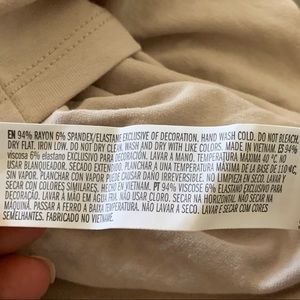 EN 94% RAYON 6% SPANDEX/ELASTANE EXCLUSIVE OF DECORATION. HAND WASH COLD. DO NOT BLEACH.
DRY FLAT. IRON LOW. DO NOT DRY CLEAN. WASH AND DRY WITH LIKE COLORS. MADE IN VIETNAM. ES 94%
viscosa 6% elastano EXCLUSIVO PARA DECORACIÓN. LAVAR A MANO. TEMPERATURA MÁXIMA 40 °C. NO
BLANQUEADOR. SECADO EXTENDIDO. PLANCHAR A UNA TEMPERATURA MÁXIMA DE LA BASE DE 110
SIN VAPOR. PLANCHAR CON VAPOR PUEDE CAUSAR DAÑO IRREVERSIBLE. NO LIMPIEZA EN SECO. LAVAR Y
SECAR CON COLORES SIMILARES. HECHO EN VIETNAM. PT 94% VISCOSE 6% ELASTANO EXCLUSIVO PARA
LAVAR À MÃO EM ÁGUA FRIA. NÃO USAR CLORO. SECAR NA HORIZONTAL. NÃO SECAR NA
MÁQUINA. PASSAR A FERRO A BAIXA TEMPERATURA. NÃO LAVAR A SECO. LAVAR E SECAR COM CORES
SEMELHANTES. FABRICADO NO VIETNAME.